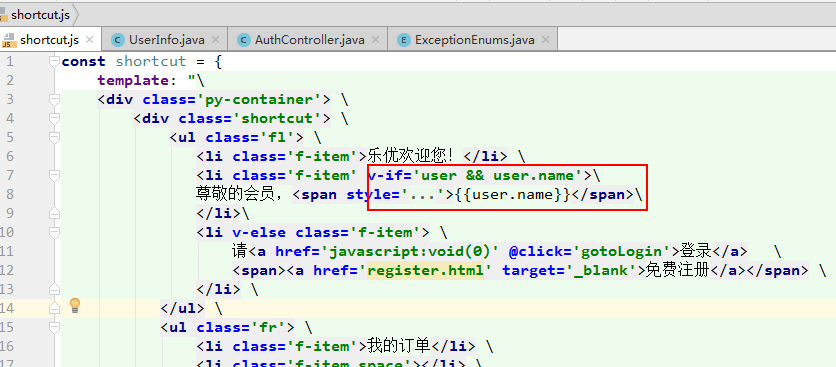 shortcut.js
shortcut.js × UserInfo.java × AuthController.java × ExceptionEnums.java ×
1 const shortcut = {
2 template: "\
3 <div class='py-container'> \
4 <div class='shortcut'> \
5 <ul class='fl'> \
6 <li class='f-item'>乐优欢迎您！</li> \
7 <li class='f-item' v-if='user && user.name'>\
8 尊敬的会员，<span style='...'>{{user.name}}</span>\
9 </li>\
10 <li v-else class='f-item'> \
11 请<a href='javascript:void(0)' @click='gotoLogin'>登录</a> \
12 <span><a href='register.html' target='_blank'>免费注册</a></span> \
13 </li> \
14 </ul> \
15 <ul class='fr'> \
16 <li class='f-item'>我的订单</li> \
17 <li class='f-item space'></li> \